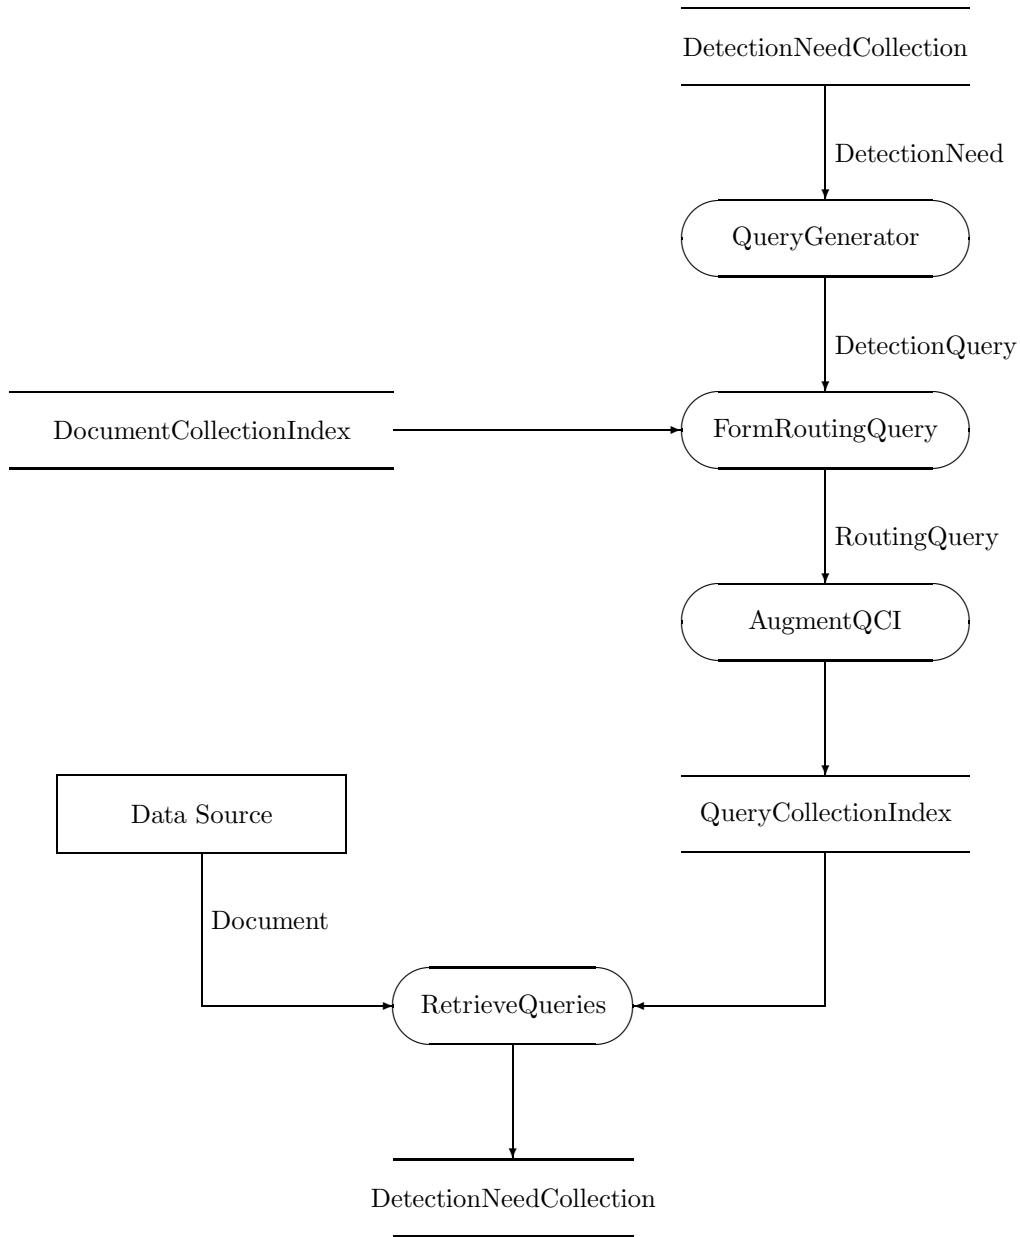 DetectionNeedCollection
DetectionNeed
QueryGenerator
DetectionQuery
DocumentCollectionIndex
FormRoutingQuery
RoutingQuery
AugmentQCI
Data Source
QueryCollectionIndex
Document
RetrieveQueries
DetectionNeedCollection